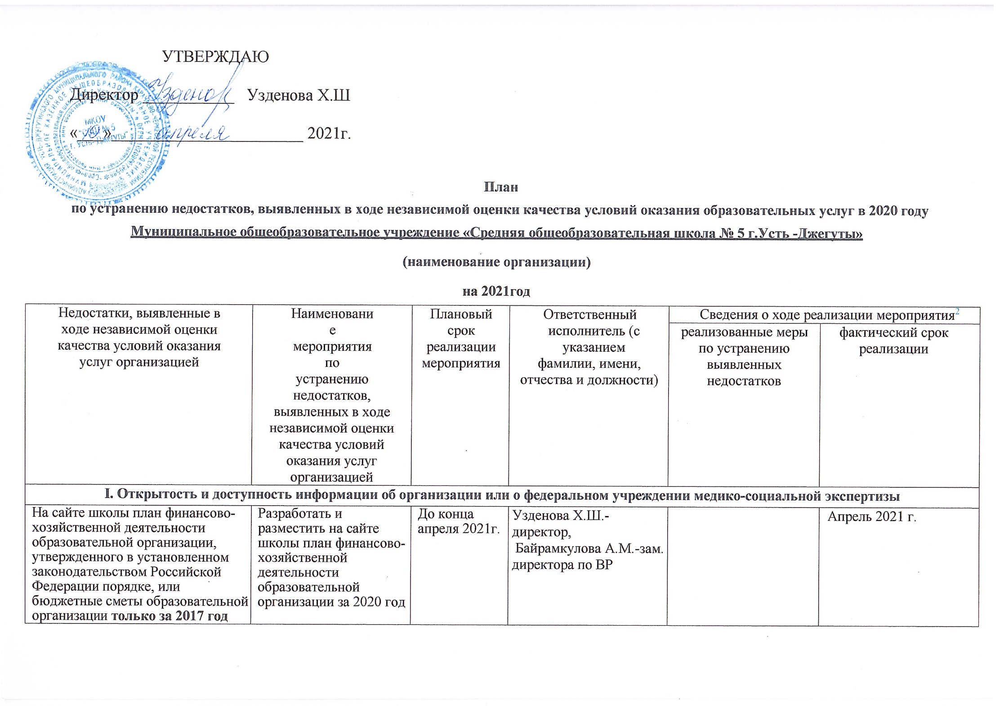 УТВЕРЖДАЮ
Директор Узденова Х.Ш
« » апреля 2021г.
МКОУ
"СОШ № 5
г. Усть-Джегуты"
План
по устранению недостатков, выявленных в ходе независимой оценки качества условий оказания образовательных услуг в 2020 году
Муниципальное общеобразовательное учреждение «Средняя общеобразовательная школа № 5 г.Усть -Джегуты»
(наименование организации)
на 2021год
Недостатки, выявленные в
ходе независимой оценки
качества условий оказания
услуг организацией
Наименовани
е
мероприятия
по
устранению
недостатков,
выявленных в ходе
независимой оценки
качества условий
оказания услуг
организацией
Плановый
срок
реализации
мероприятия
Ответственный
исполнитель (с
указанием
фамилии, имени,
отчества и должности)
Сведения о ходе реализации мероприятия2
реализованные меры
по устранению
выявленных
недостатков
фактический срок
реализации
I. Открытость и доступность информации об организации или о федеральном учреждении медико-социальной экспертизы
На сайте школы план финансово-
хозяйственной деятельности
образовательной организации,
утвержденного в установленном
законодательством Российской
Федерации порядке, или
бюджетные сметы образовательной
организации только за 2017 год
Разработать и
разместить на сайте
школы план финансово-
хозяйственной
деятельности
образовательной
организации за 2020 год
До конца
апреля 2021г.
Узденова Х.Ш.-
директор,
Байрамкулова А.М.-зам.
директора по ВР
Апрель 2021 г.